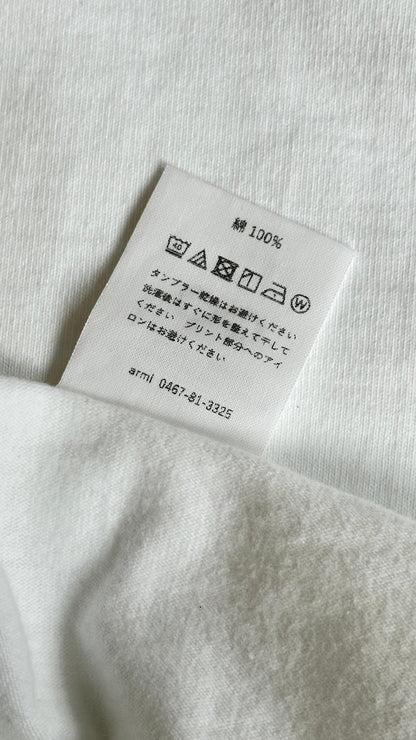 綿 100%
40
W
タンブラー乾燥はお避けください
洗濯後はすぐに形を整えて干して
ください プリント部分へのアイ
ロンはお避けください
armi 0467-81-3325